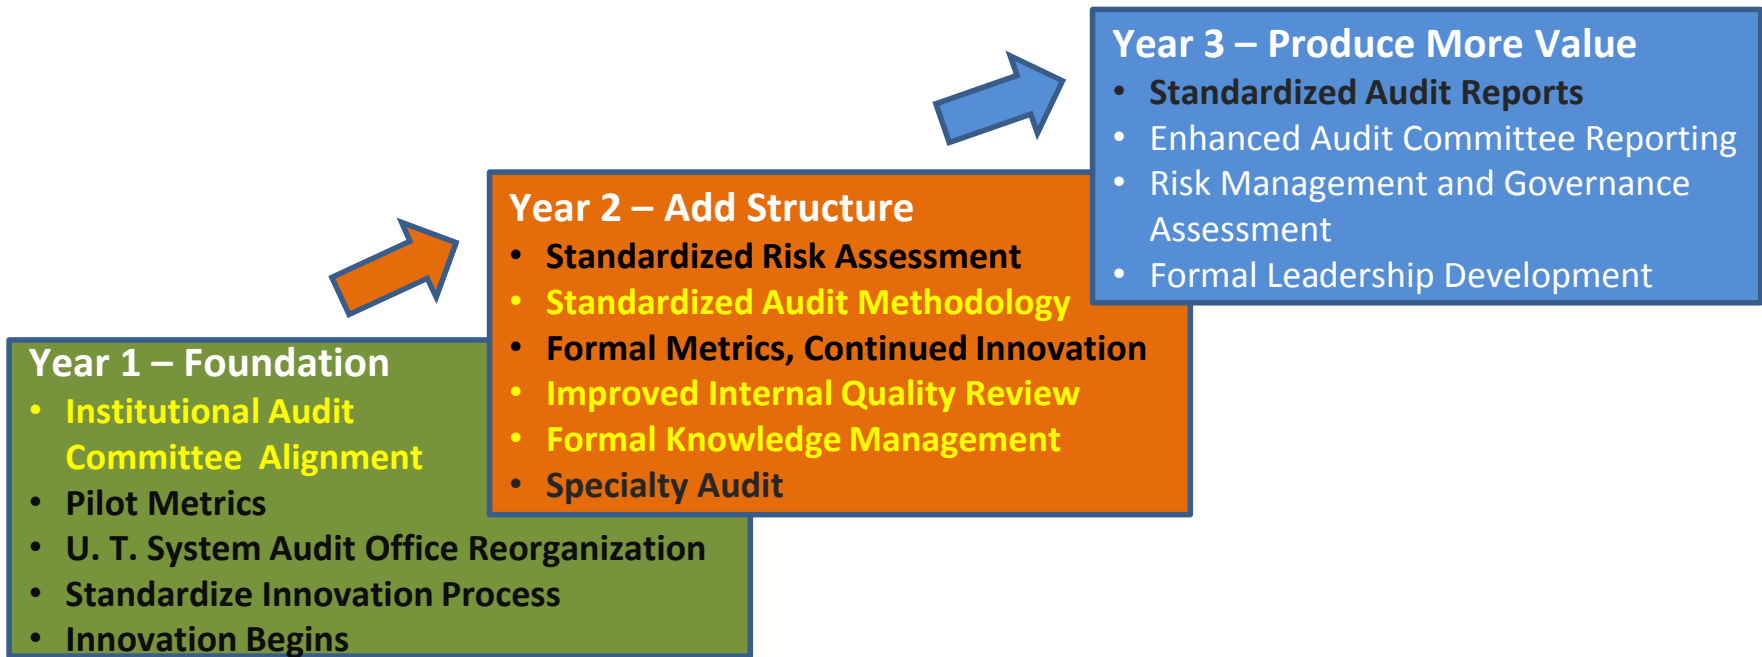 Year 1 – Foundation
• Institutional Audit
Committee Alignment
• Pilot Metrics
• U. T. System Audit Office Reorganization
• Standardize Innovation Process
• Innovation Begins
Year 2 – Add Structure
• Standardized Risk Assessment
• Standardized Audit Methodology
• Formal Metrics, Continued Innovation
• Improved Internal Quality Review
• Formal Knowledge Management
• Specialty Audit
Year 3 – Produce More Value
• Standardized Audit Reports
• Enhanced Audit Committee Reporting
• Risk Management and Governance
Assessment
• Formal Leadership Development